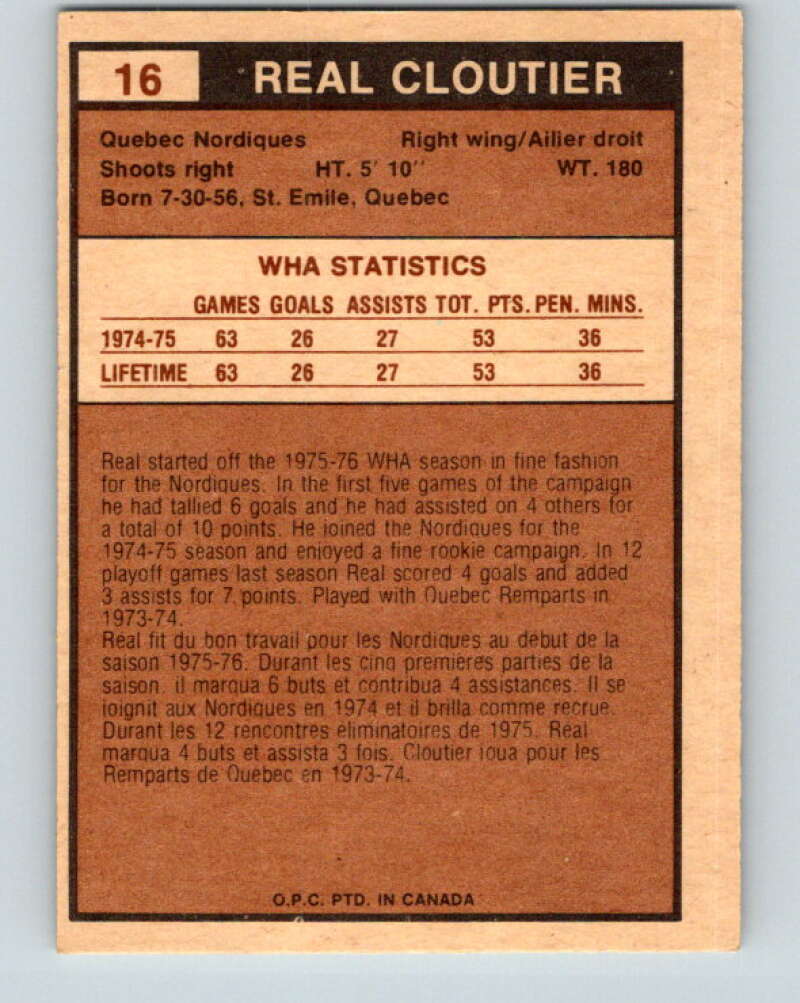 16 REAL CLOUTIER
Quebec Nordiques Right wing/Ailier droit
Shoots right HT. 5' 10'' WT. 180
Born 7-30-56, St. Emile, Quebec
WHA STATISTICS
GAMES GOALS ASSISTS TOT. PTS. PEN. MINS.
1974-75 63 26 27 53 36
LIFETIME 63 26 27 53 36
Real started off the 1975-76 WHA season in fine fashion
for the Nordiques. In the first five games of the campaign
he had tallied 6 goals and he had assisted on 4 others for
a total of 10 points. He joined the Nordiques for the
1974-75 season and enjoyed a fine rookie campaign. In 12
playoff games last season Real scored 4 goals and added
3 assists for 7 points. Played with Quebec Remparts in
1973-74.
Real fit du bon travail pour les Nordiques au début de la
saison 1975-76. Durant les cinq premières parties de la
saison, il marqua 6 buts et contribua 4 assistances. Il se
joignit aux Nordiques en 1974 et il brilla comme recrue.
Durant les 12 rencontres éliminatoires de 1975, Real
marqua 4 buts et assista 3 fois. Cloutier joua pour les
Remparts de Quebec en 1973-74.
O.P.C. PTD. IN CANADA